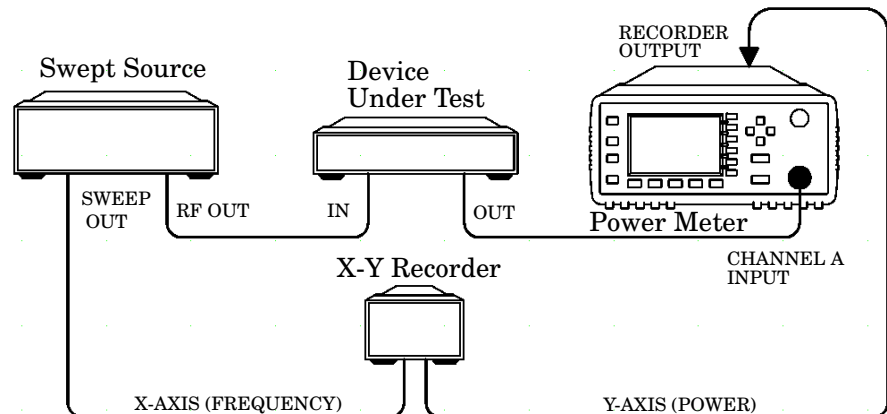 RECORDER
OUTPUT
Swept Source
Device
Under Test
SWEEP
OUT
RF OUT
IN
OUT
Power Meter
CHANNEL A
INPUT
X-Y Recorder
X-AXIS (FREQUENCY)
Y-AXIS (POWER)